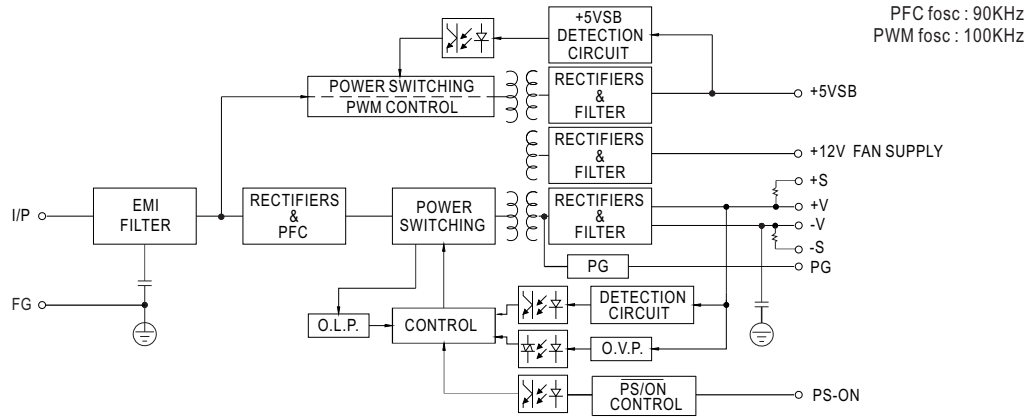 PFC fosc : 90KHz
PWM fosc : 100KHz
+5VSB
DETECTION
CIRCUIT
POWER SWITCHING
PWM CONTROL
RECTIFIERS
&
FILTER
+5VSB
RECTIFIERS
&
FILTER
+12V FAN SUPPLY
I/P
EMI
FILTER
RECTIFIERS
&
PFC
POWER
SWITCHING
RECTIFIERS
&
FILTER
+S
+V
-V
-S
PG
PG
FG
O.L.P.
CONTROL
DETECTION
CIRCUIT
O.V.P.
PS/ON
CONTROL
PS-ON